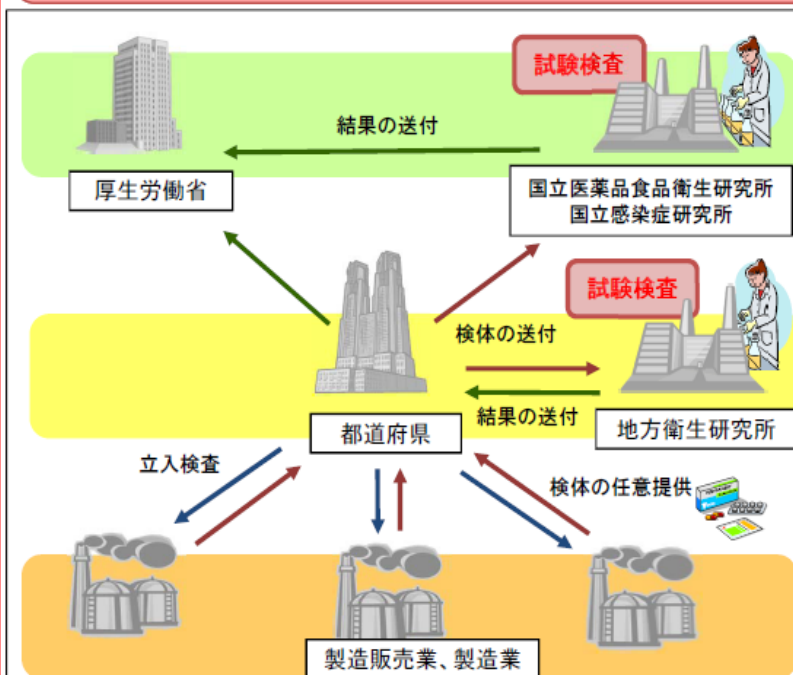 試験検査
結果の送付
厚生労働省
国立医薬品食品衛生研究所
国立感染症研究所
試験検査
検体の送付
結果の送付
都道府県
地方衛生研究所
立入検査
検体の任意提供
製造販売業、製造業